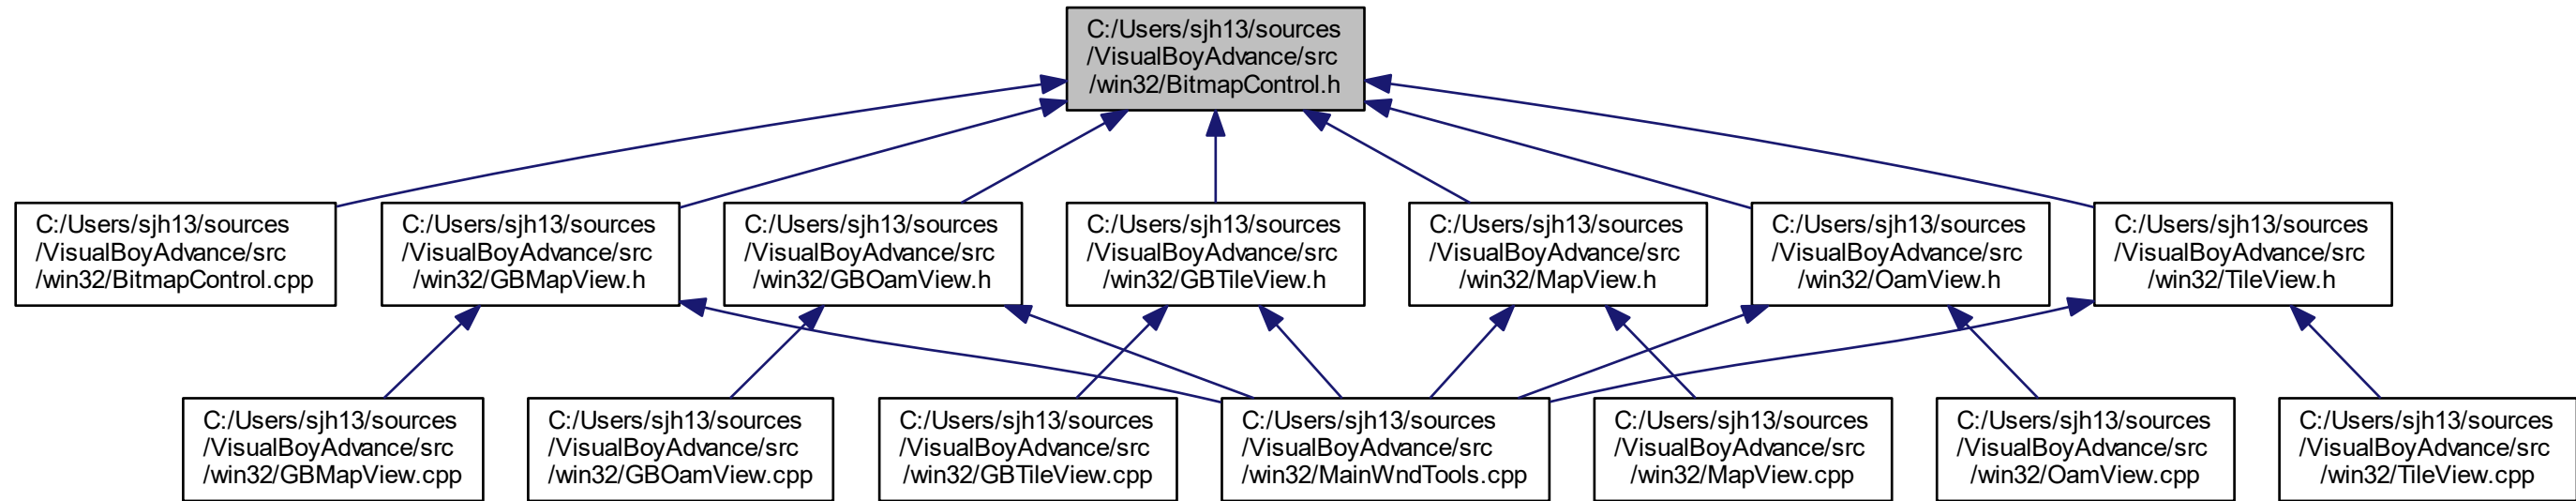 C:/Users/sjh13/sources
/VisualBoyAdvance/src
/win32/BitmapControl.h
C:/Users/sjh13/sources
/VisualBoyAdvance/src
/win32/BitmapControl.cpp
C:/Users/sjh13/sources
/VisualBoyAdvance/src
/win32/GBMapView.h
C:/Users/sjh13/sources
/VisualBoyAdvance/src
/win32/GBOamView.h
C:/Users/sjh13/sources
/VisualBoyAdvance/src
/win32/GBTileView.h
C:/Users/sjh13/sources
/VisualBoyAdvance/src
/win32/MapView.h
C:/Users/sjh13/sources
/VisualBoyAdvance/src
/win32/OamView.h
C:/Users/sjh13/sources
/VisualBoyAdvance/src
/win32/TileView.h
C:/Users/sjh13/sources
/VisualBoyAdvance/src
/win32/GBMapView.cpp
C:/Users/sjh13/sources
/VisualBoyAdvance/src
/win32/GBOamView.cpp
C:/Users/sjh13/sources
/VisualBoyAdvance/src
/win32/GBTileView.cpp
C:/Users/sjh13/sources
/VisualBoyAdvance/src
/win32/MainWndTools.cpp
C:/Users/sjh13/sources
/VisualBoyAdvance/src
/win32/MapView.cpp
C:/Users/sjh13/sources
/VisualBoyAdvance/src
/win32/OamView.cpp
C:/Users/sjh13/sources
/VisualBoyAdvance/src
/win32/TileView.cpp